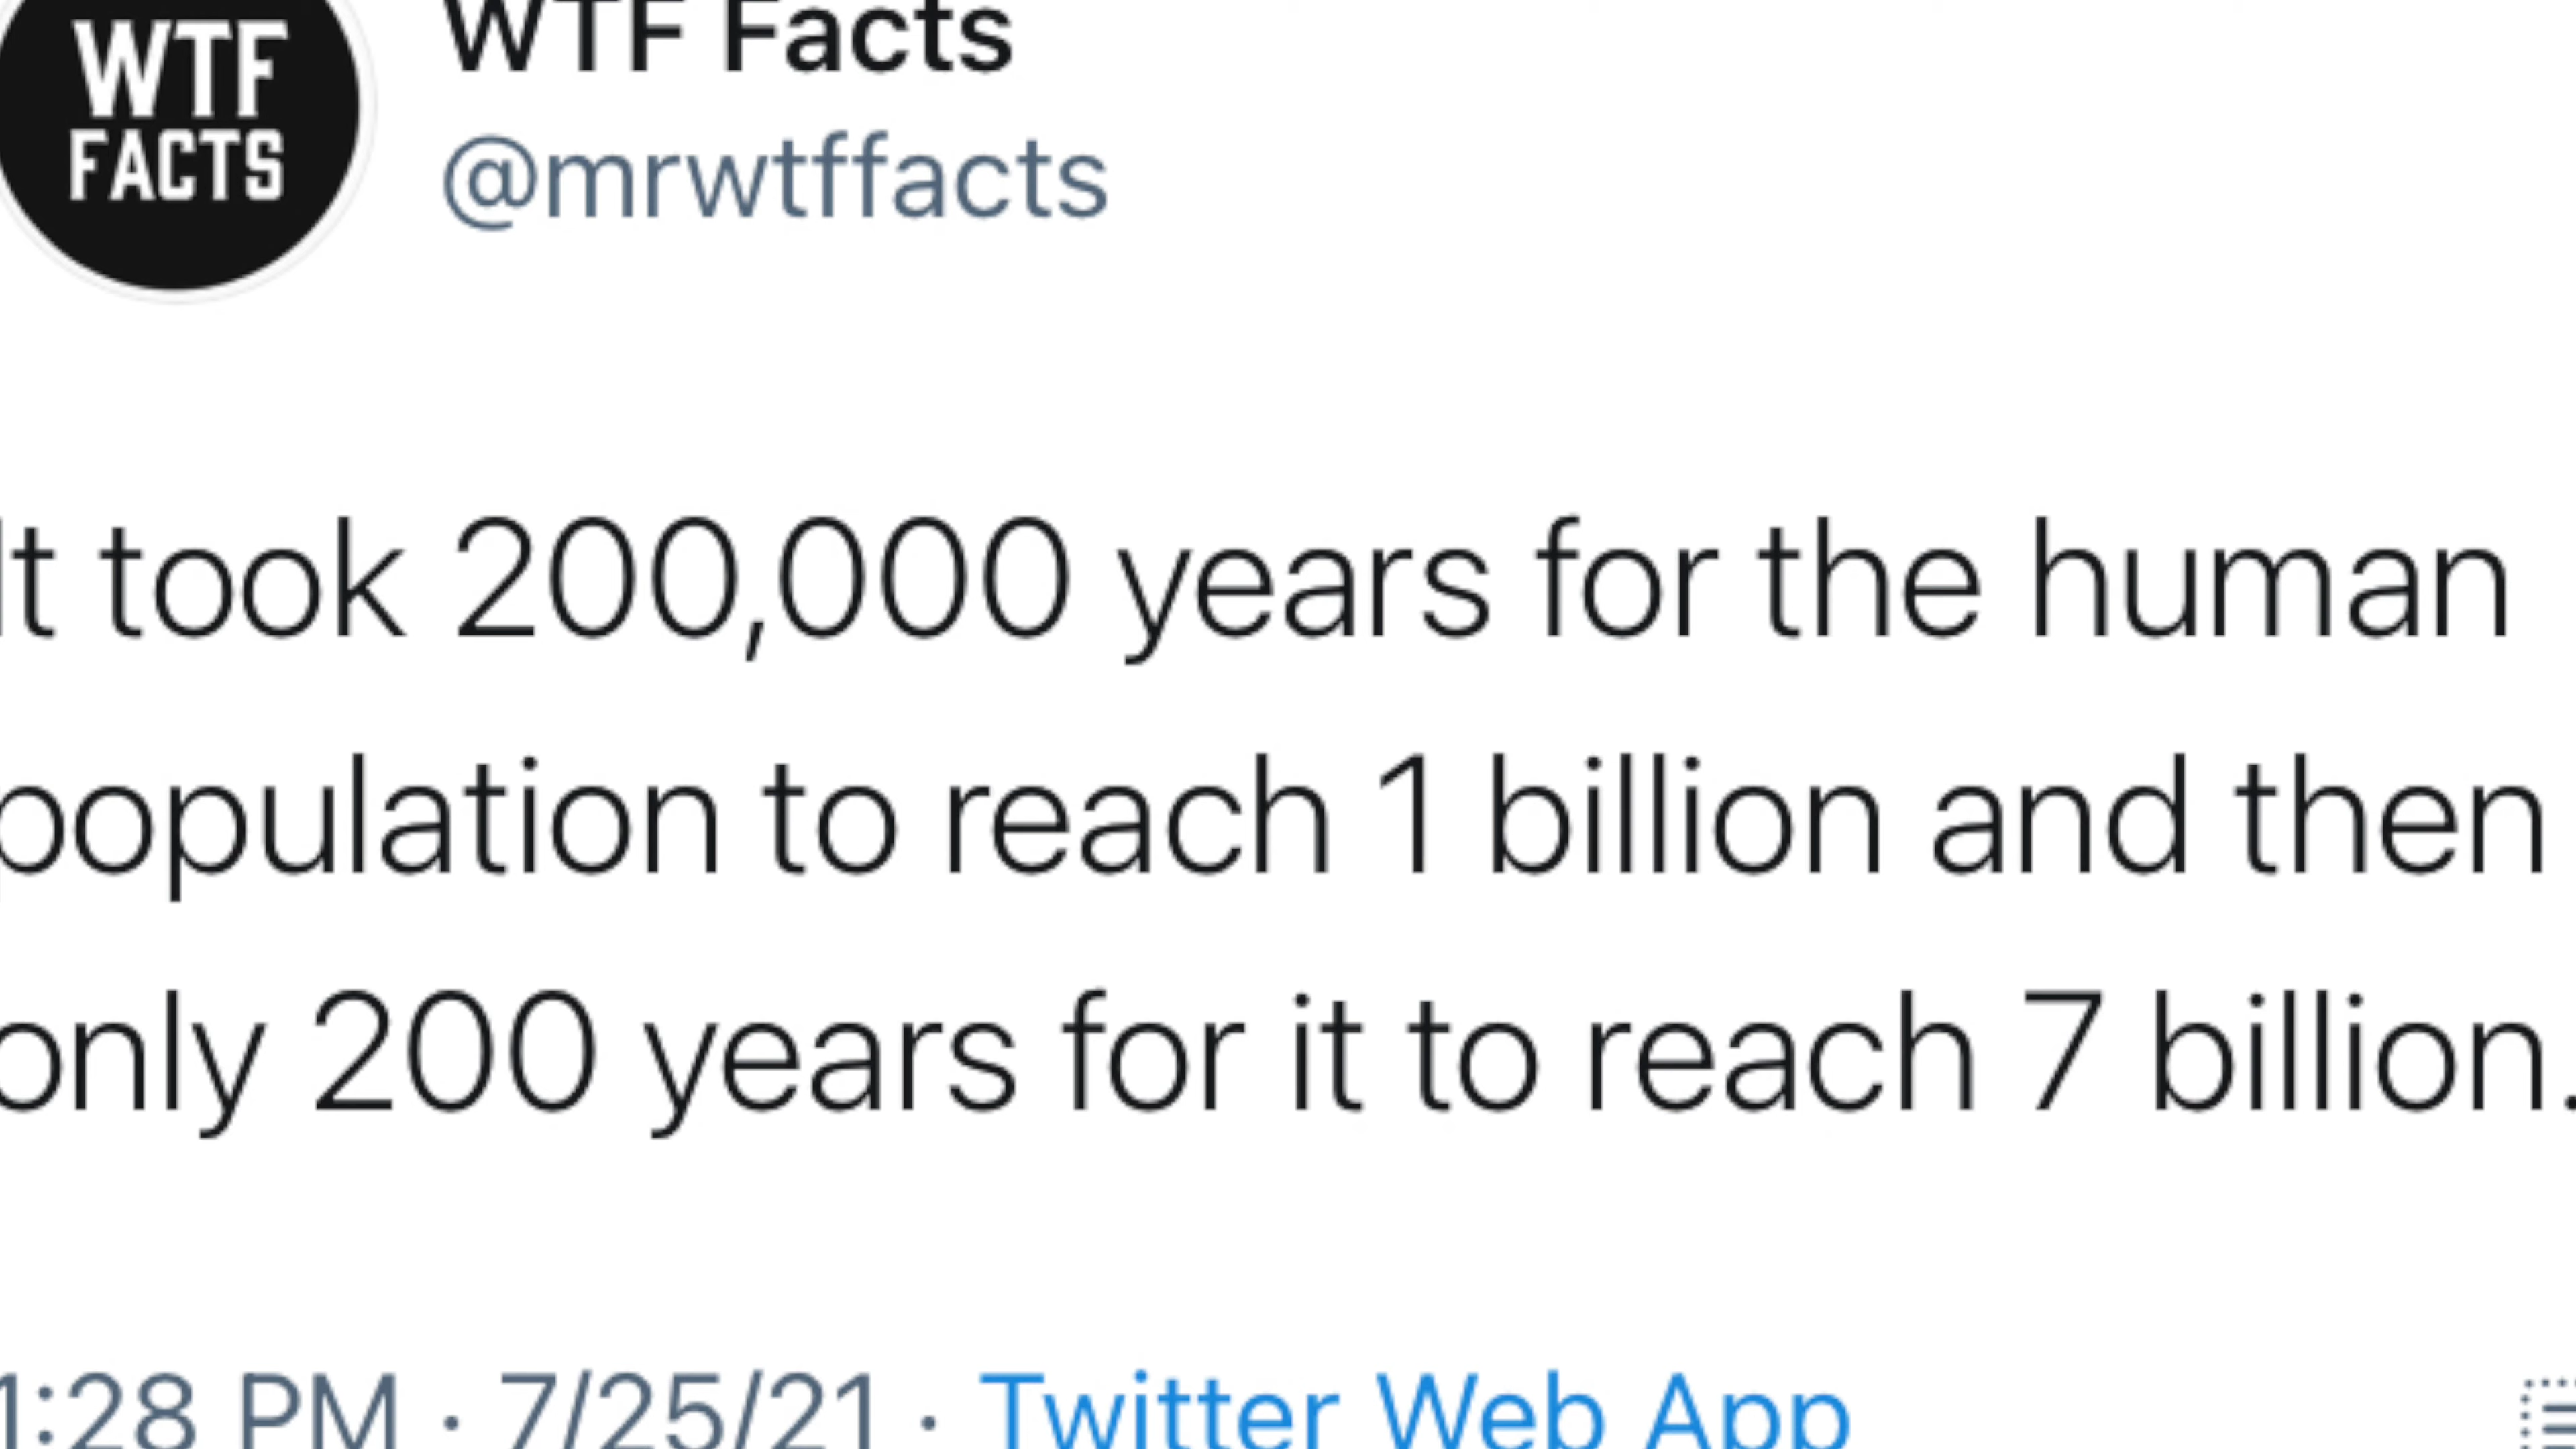 WTF
FACTS
WTF Facts
@mrwtffacts
It took 200,000 years for the human
population to reach 1 billion and then
only 200 years for it to reach 7 billion.
1:28 PM · 7/25/21 · Twitter Web App